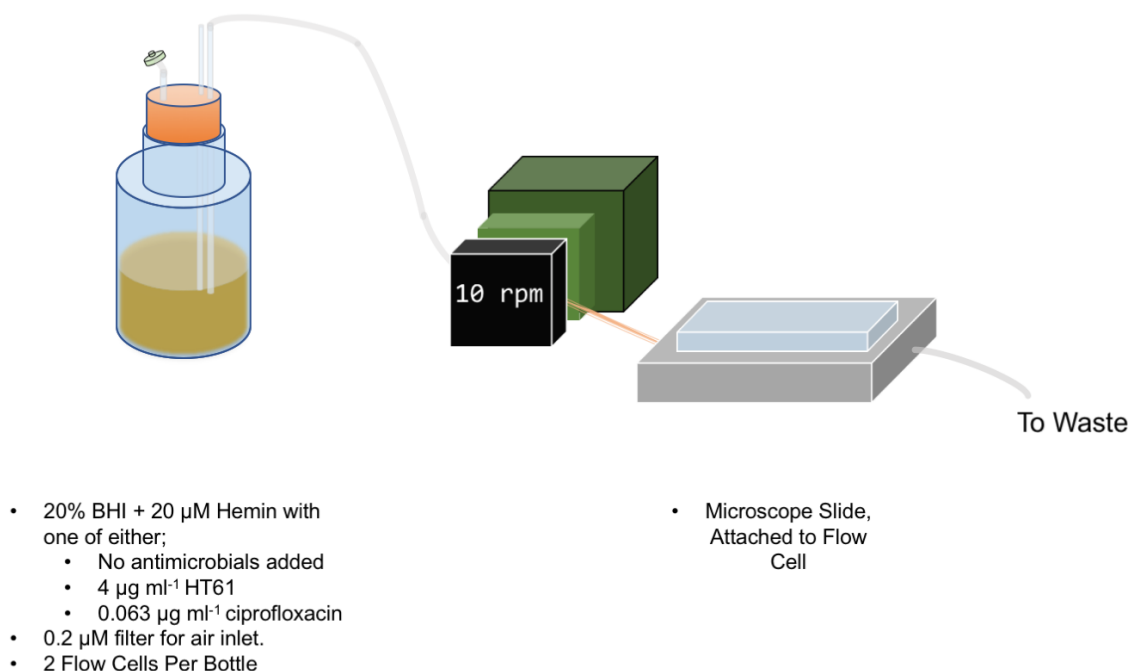 10 rpm
To Waste
• 20% BHI + 20 µM Hemin with
one of either;
• No antimicrobials added
• 4 µg ml⁻¹ HT61
• 0.063 µg ml⁻¹ ciprofloxacin
• 0.2 µM filter for air inlet.
• 2 Flow Cells Per Bottle
• Microscope Slide,
Attached to Flow
Cell